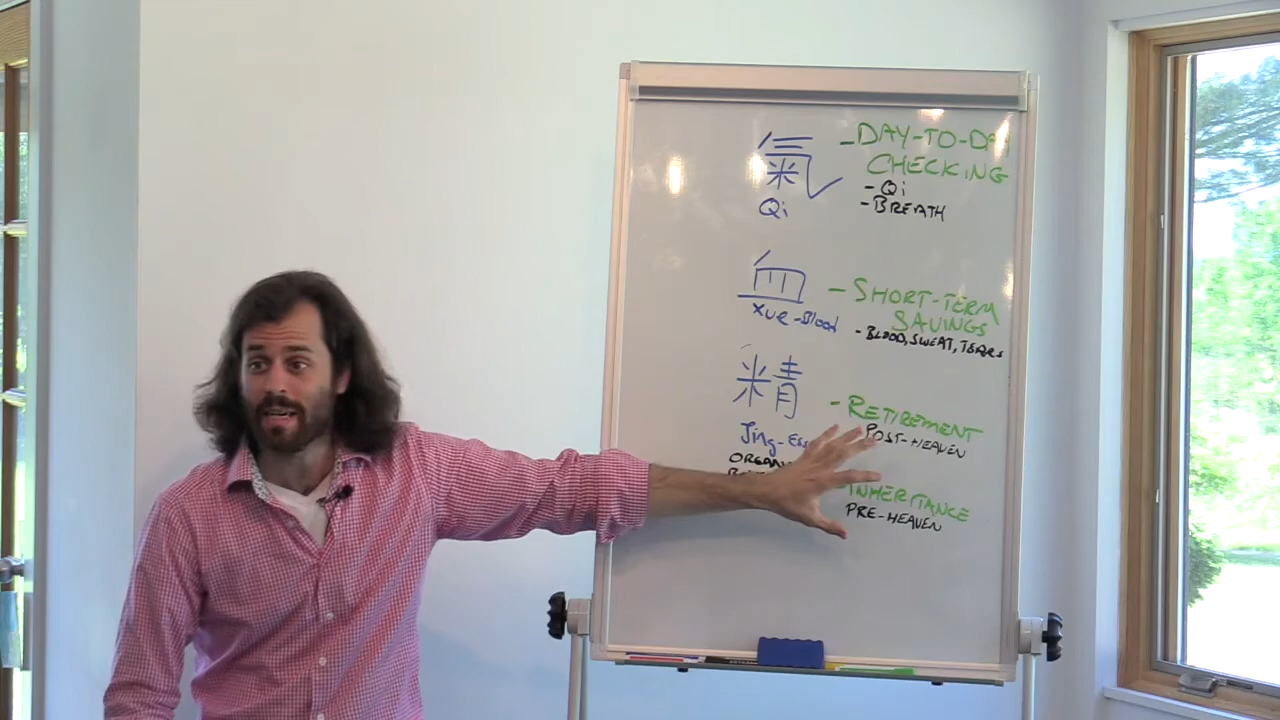 氣 - DAY-TO-DAY
CHECKING
Qi
- Qi
- BREATH
血 - SHORT-TERM
SAVINGS
Xue-Blood
- BLOOD, SWEAT, TEARS
精 - RETIREMENT
POST-HEAVEN
Jing-
INHERITANCE
PRE-HEAVEN